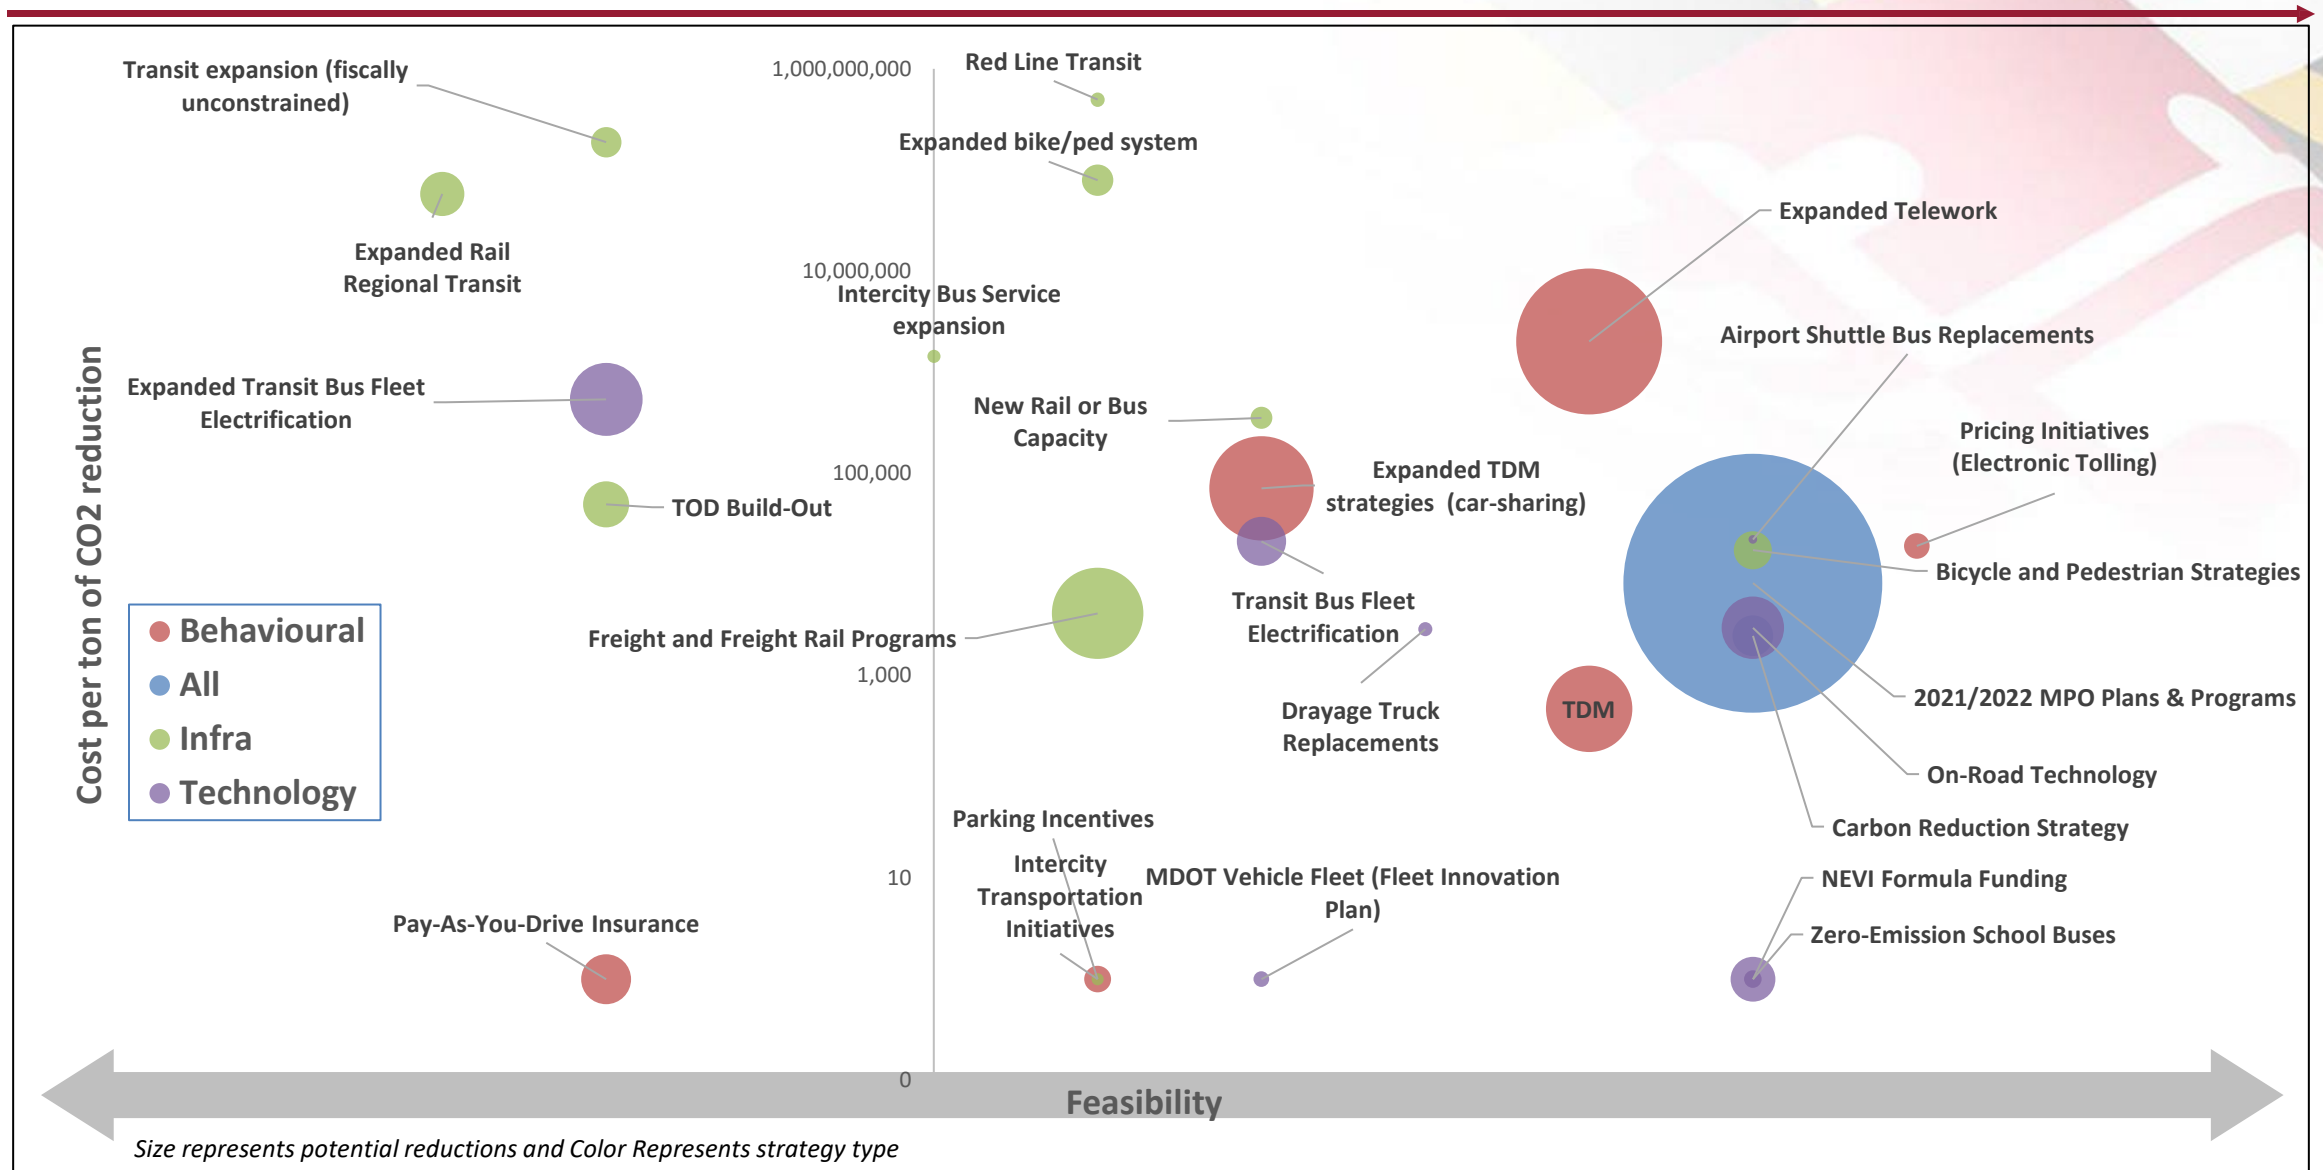 Transit expansion (fiscally
unconstrained)
1,000,000,000
Red Line Transit
Expanded bike/ped system
Expanded Telework
Expanded Rail
Regional Transit
10,000,000
Intercity Bus Service
expansion
Airport Shuttle Bus Replacements
Expanded Transit Bus Fleet
Electrification
New Rail or Bus
Capacity
Pricing Initiatives
(Electronic Tolling)
Cost per ton of CO2 reduction
100,000
Expanded TDM
strategies (car-sharing)
TOD Build-Out
Bicycle and Pedestrian Strategies
Transit Bus Fleet
Electrification
Behavioural
All
Infra
Technology
Freight and Freight Rail Programs
1,000
Drayage Truck
Replacements
TDM
2021/2022 MPO Plans & Programs
On-Road Technology
Carbon Reduction Strategy
Parking Incentives
Intercity
Transportation
Initiatives
10
MDOT Vehicle Fleet (Fleet Innovation
Plan)
NEVI Formula Funding
Zero-Emission School Buses
Pay-As-You-Drive Insurance
0
Feasibility
Size represents potential reductions and Color Represents strategy type